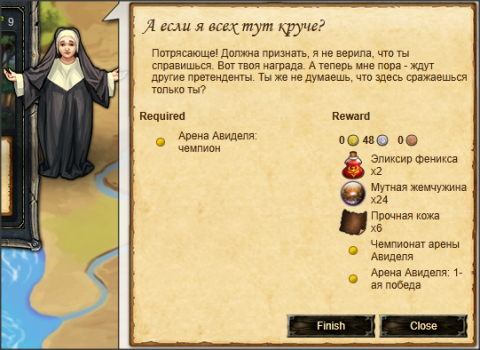 9
А если я всех тут круче?
Потрясающе! Должна признать, я не верила, что ты
справишься. Вот твоя награда. А теперь мне пора - ждут
другие претенденты. Ты же не думаешь, что здесь сражаешься
только ты?
Required
Арена Авиделя:
чемпион
Reward
0 48 0
Эликсир феникса
x2
Мутная жемчужина
x24
Прочная кожа
x6
Чемпионат арены
Авиделя
Арена Авиделя: 1-
ая победа
Finish
Close